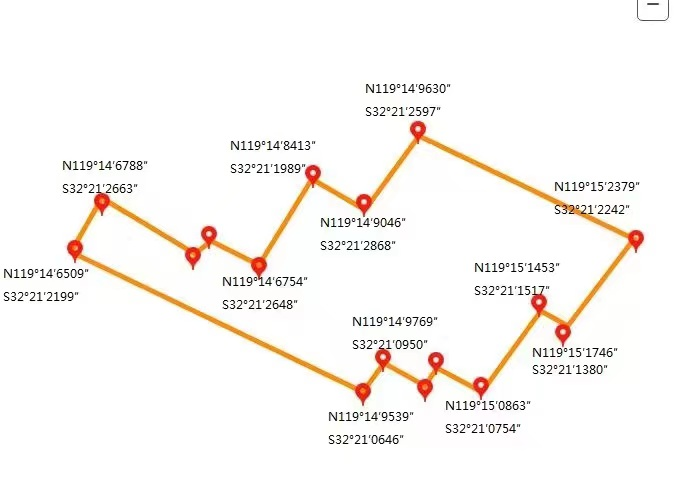 N119°14′9630″
S32°21′2597″
N119°14′8413″
S32°21′1989″
N119°14′6788″
S32°21′2663″
N119°15′2379″
S32°21′2242″
N119°14′9046″
S32°21′2868″
N119°14′6509″
S32°21′2199″
N119°14′6754″
S32°21′2648″
N119°15′1453″
S32°21′1517″
N119°14′9769″
S32°21′0950″
N119°15′1746″
S32°21′1380″
N119°15′0863″
S32°21′0754″
N119°14′9539″
S32°21′0646″